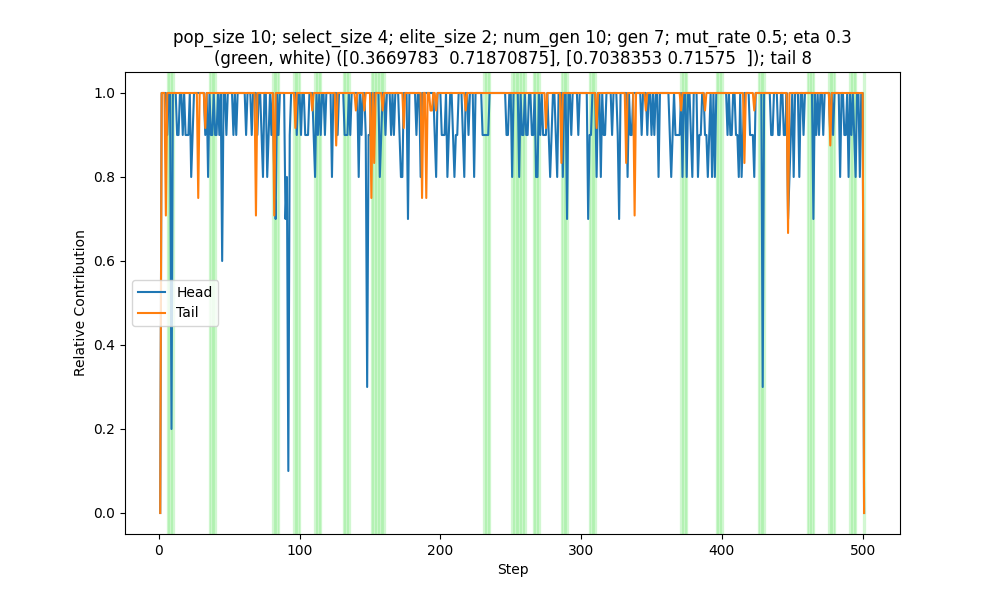 pop_size 10; select_size 4; elite_size 2; num_gen 10; gen 7; mut_rate 0.5; eta 0.3
(green, white) ([0.3669783  0.71870875], [0.7038353 0.71575  ]); tail 8
1.0
0.8
0.6
0.4
0.2
0.0
Relative Contribution
Head
Tail
0 100 200 300 400 500
Step